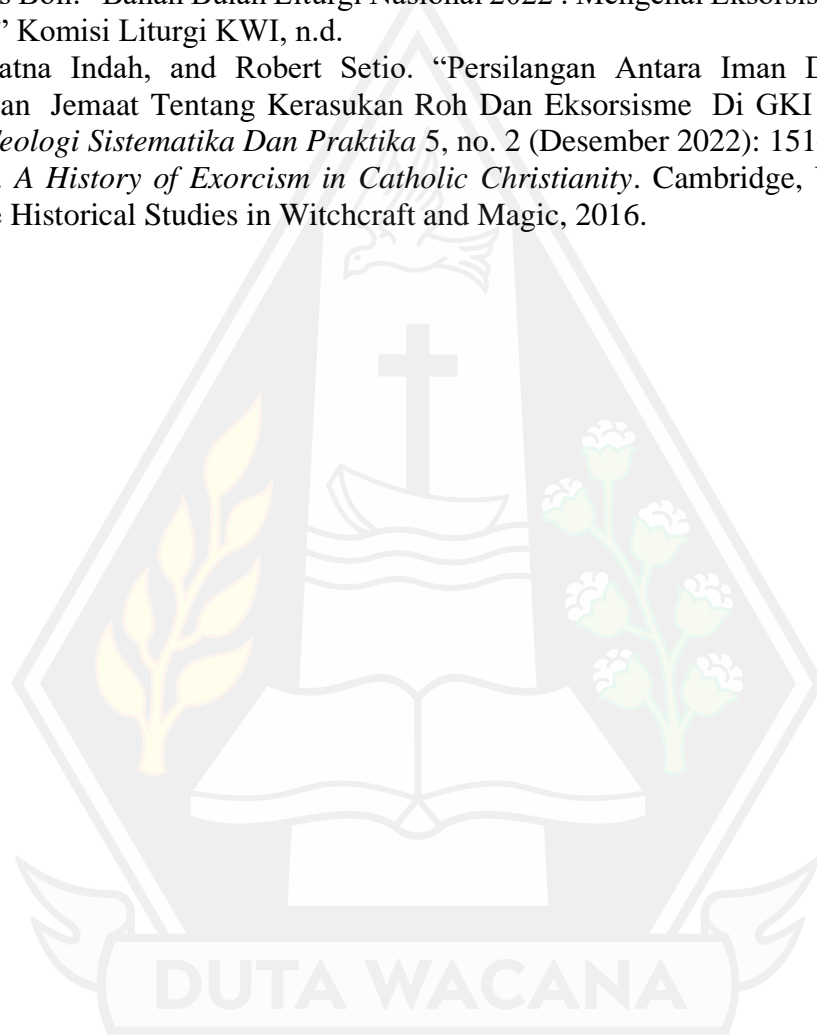 Boli. “Bahan Bulan Liturgi Nasional 2022 : Mengenal Eksorsis
” Komisi Liturgi KWI, n.d.
atna Indah, and Robert Setio. “Persilangan Antara Iman D
an Jemaat Tentang Kerasukan Roh Dan Eksorsisme Di GKI
eologi Sistematika Dan Praktika 5, no. 2 (Desember 2022): 151
. A History of Exorcism in Catholic Christianity. Cambridge,
Historical Studies in Witchcraft and Magic, 2016.
DUTA WACANA